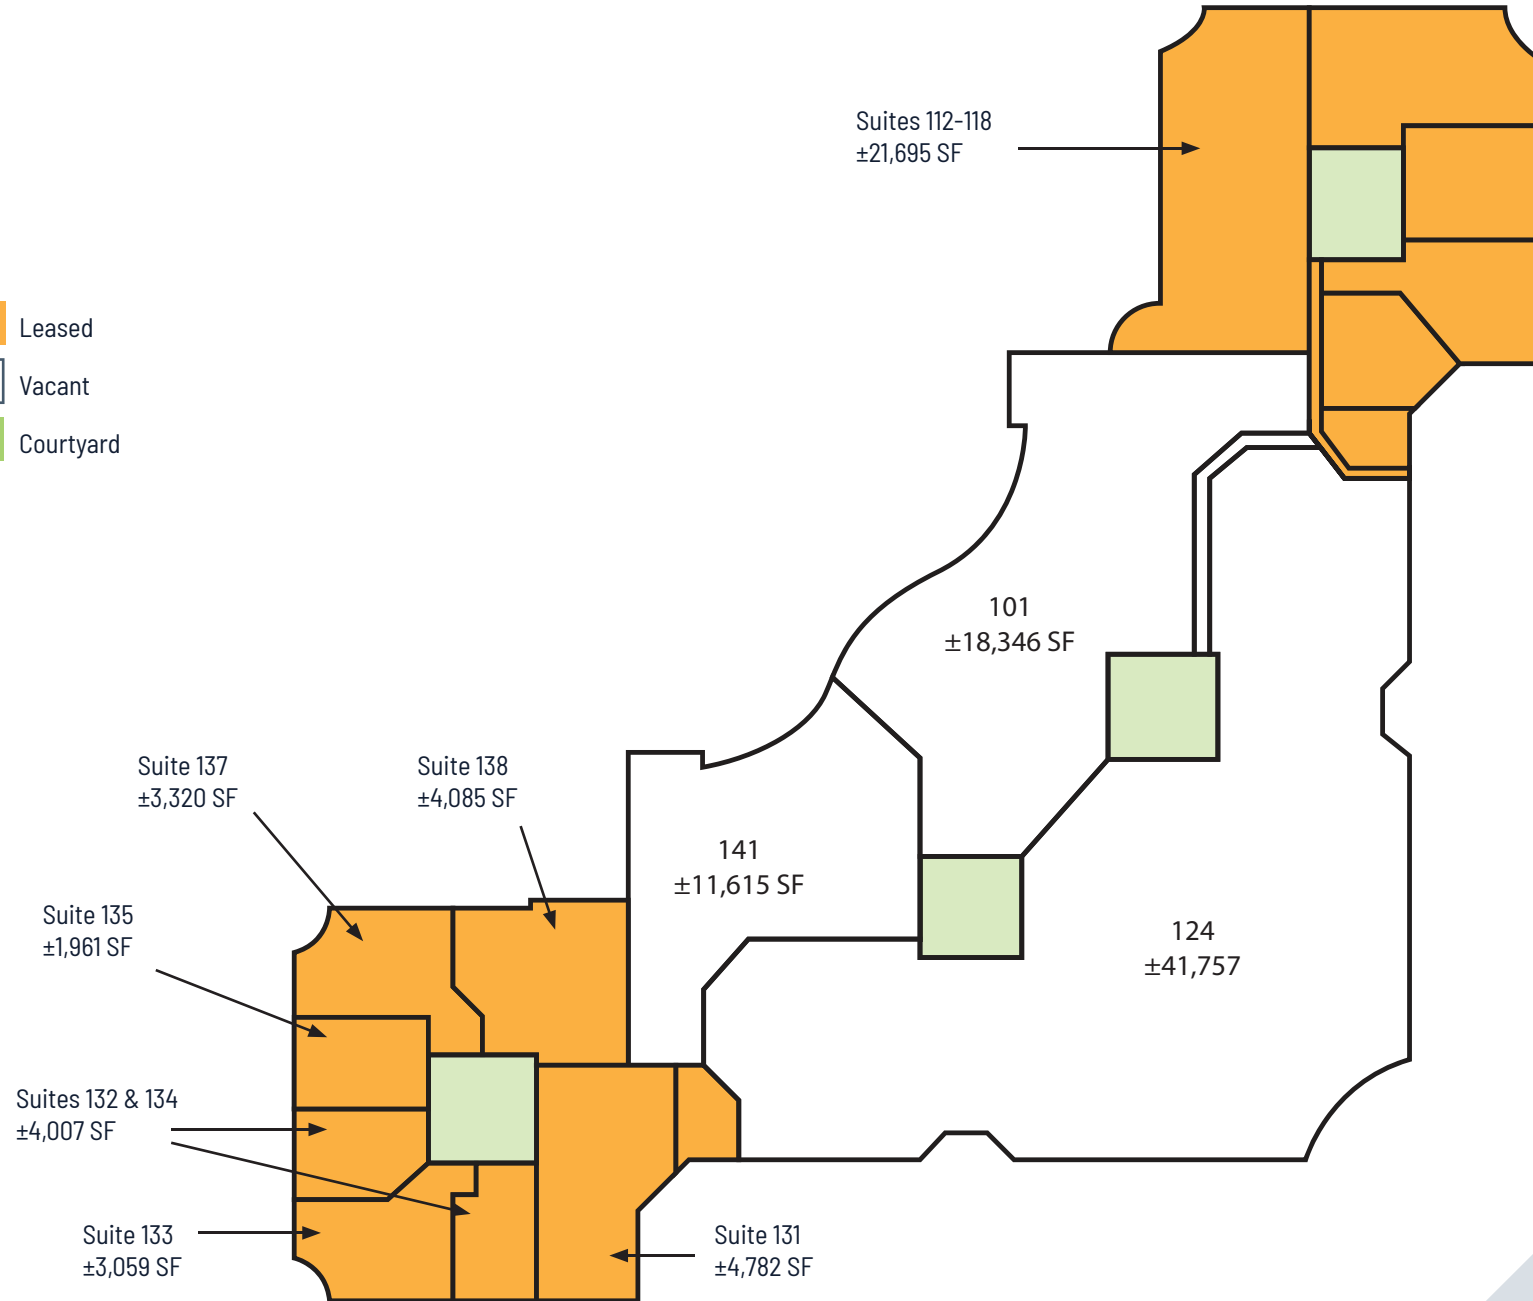 Suites 112-118
±21,695 SF
Leased
Vacant
Courtyard
101
±18,346 SF
Suite 137
±3,320 SF
Suite 138
±4,085 SF
141
±11,615 SF
Suite 135
±1,961 SF
124
±41,757
Suites 132 & 134
±4,007 SF
Suite 133
±3,059 SF
Suite 131
±4,782 SF